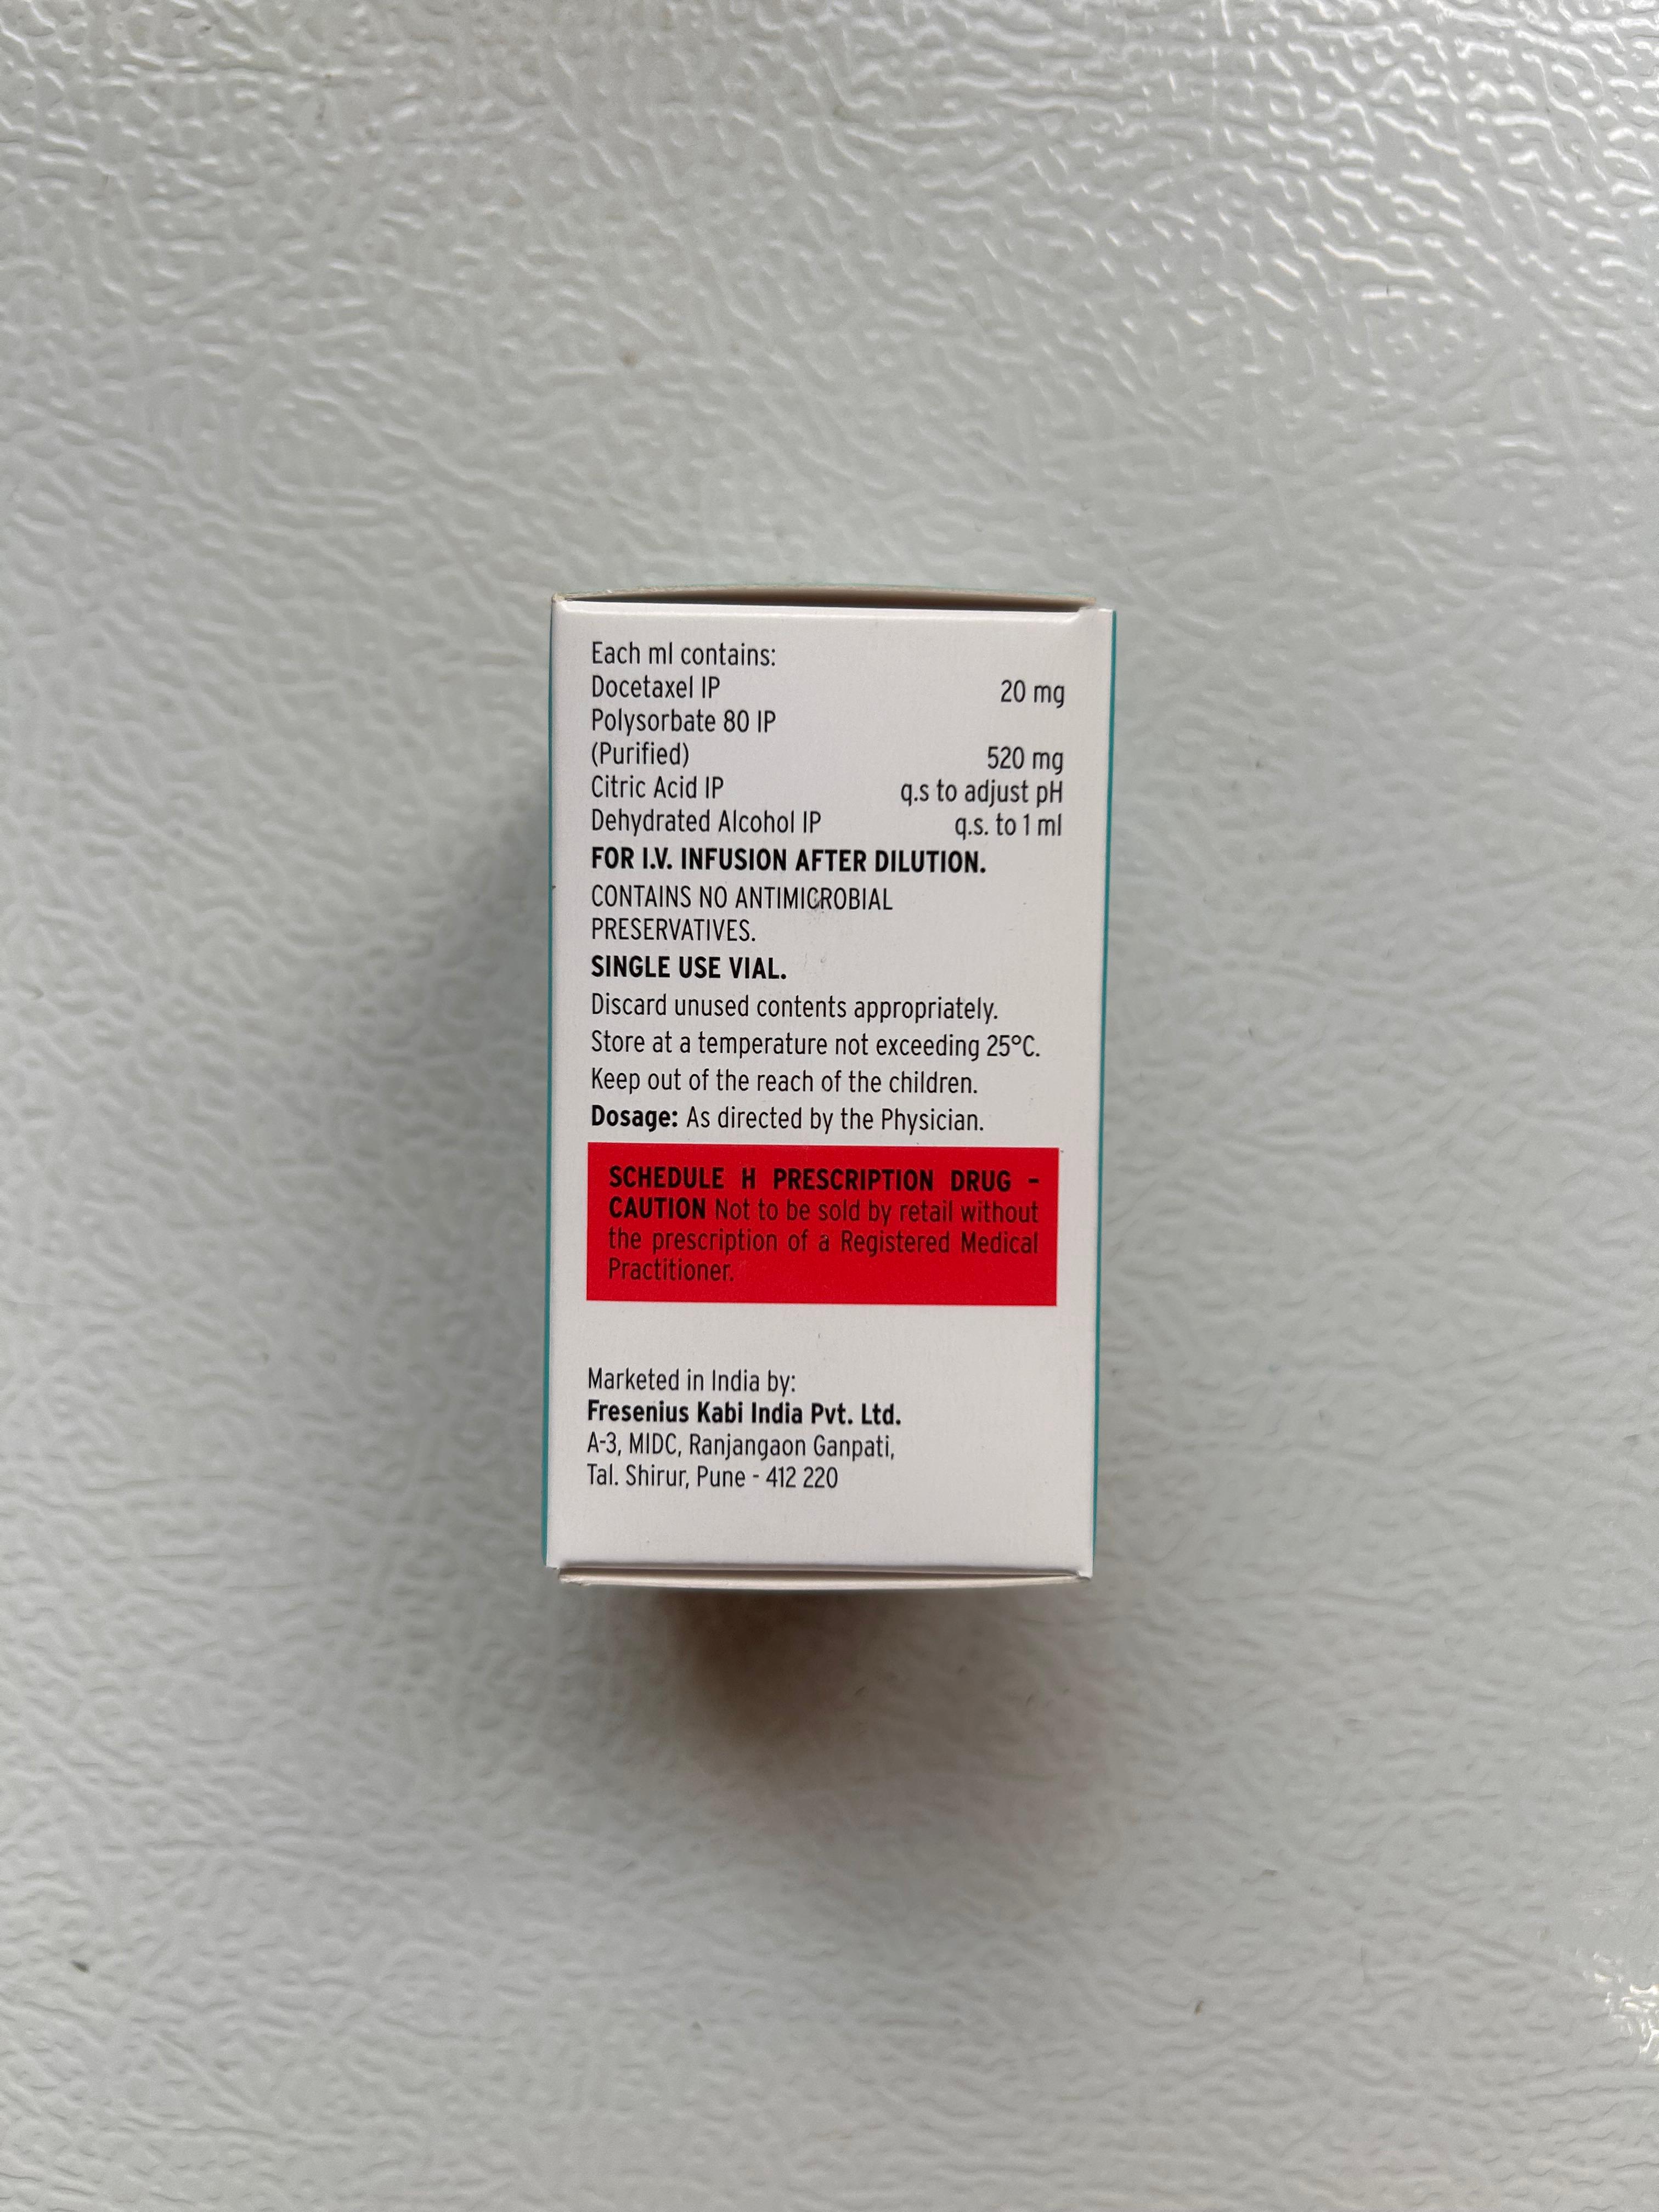 Each ml contains:
Docetaxel IP 20 mg
Polysorbate 80 IP
(Purified) 520 mg
Citric Acid IP q.s to adjust pH
Dehydrated Alcohol IP q.s. to 1 ml
FOR I.V. INFUSION AFTER DILUTION.
CONTAINS NO ANTIMICROBIAL
PRESERVATIVES.
SINGLE USE VIAL.
Discard unused contents appropriately.
Store at a temperature not exceeding 25°C.
Keep out of the reach of the children.
Dosage: As directed by the Physician.
SCHEDULE H PRESCRIPTION DRUG -
CAUTION Not to be sold by retail without
the prescription of a Registered Medical
Practitioner.
Marketed in India by:
Fresenius Kabi India Pvt. Ltd.
A-3, MIDC, Ranjangaon Ganpati,
Tal. Shirur, Pune - 412 220